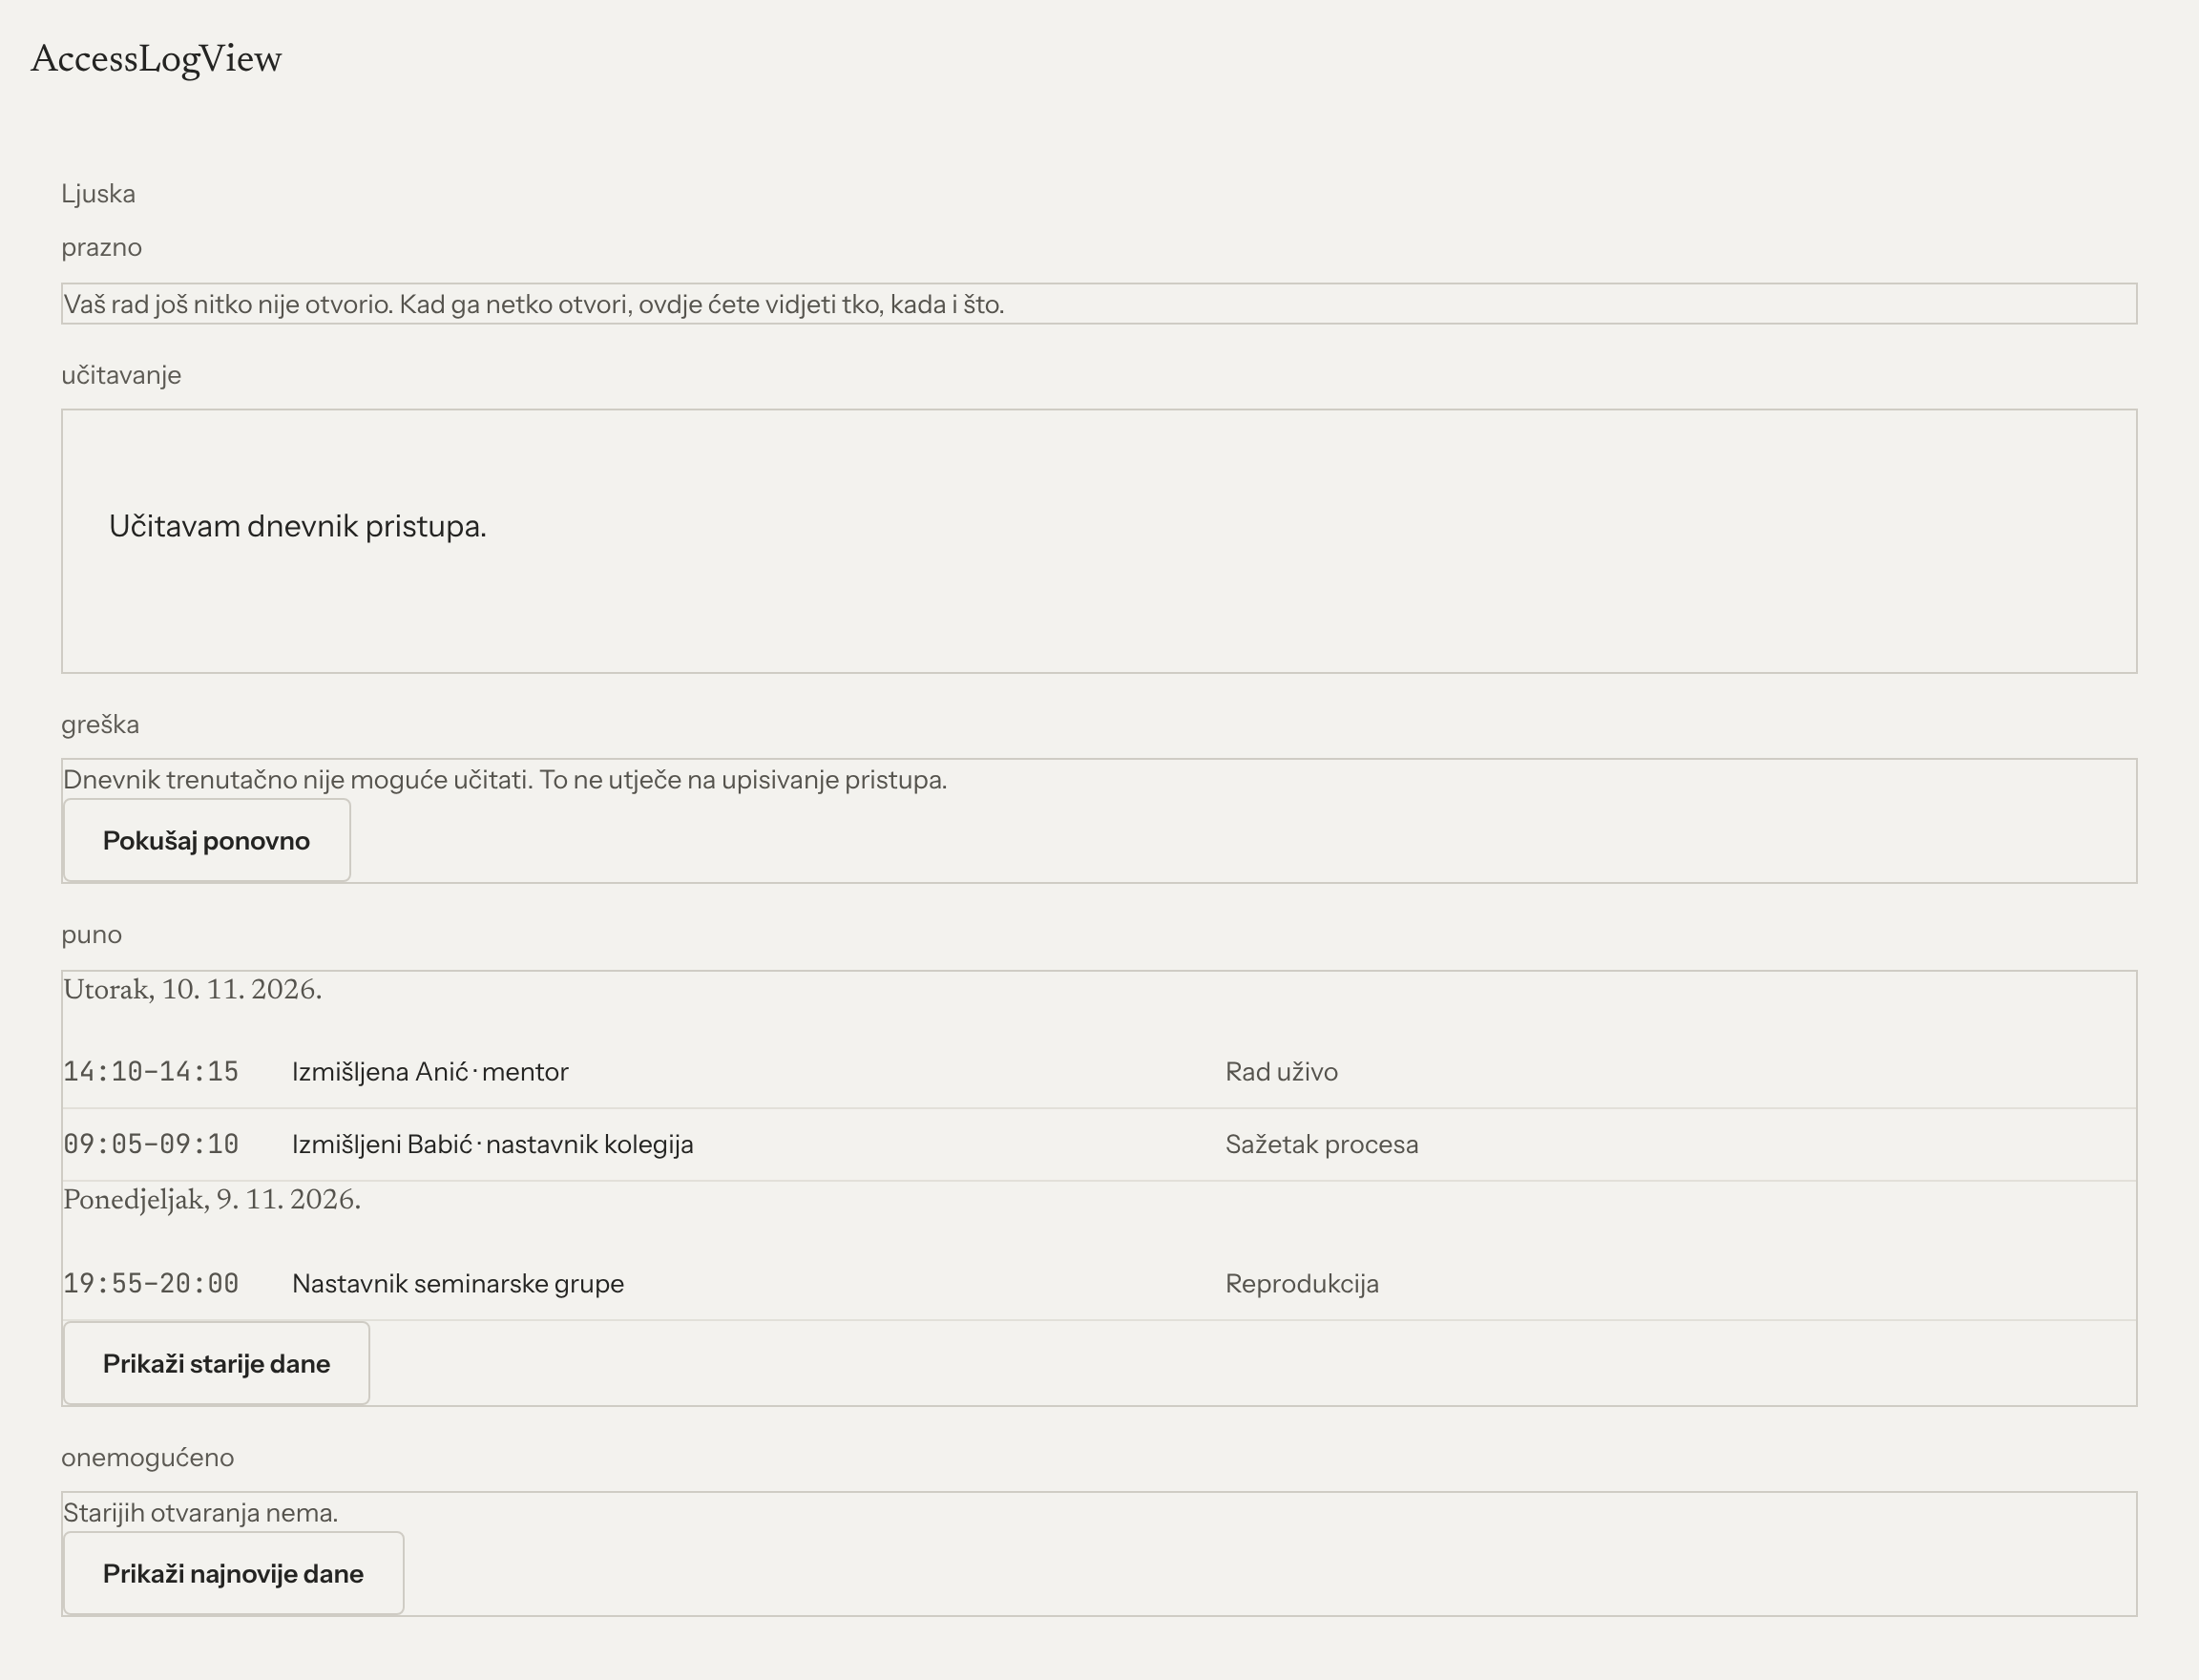 AccessLogView
Ljuska
prazno
Vaš rad još nitko nije otvorio. Kad ga netko otvori, ovdje ćete vidjeti tko, kada i što.
učitavanje
Učitavam dnevnik pristupa.
greška
Dnevnik trenutačno nije moguće učitati. To ne utječe na upisivanje pristupa.
Pokušaj ponovno
puno
Utorak, 10. 11. 2026.
14:10–14:15 Izmišljena Anić · mentor Rad uživo
09:05–09:10 Izmišljeni Babić · nastavnik kolegija Sažetak procesa
Ponedjeljak, 9. 11. 2026.
19:55–20:00 Nastavnik seminarske grupe Reprodukcija
Prikaži starije dane
onemogućeno
Starijih otvaranja nema.
Prikaži najnovije dane